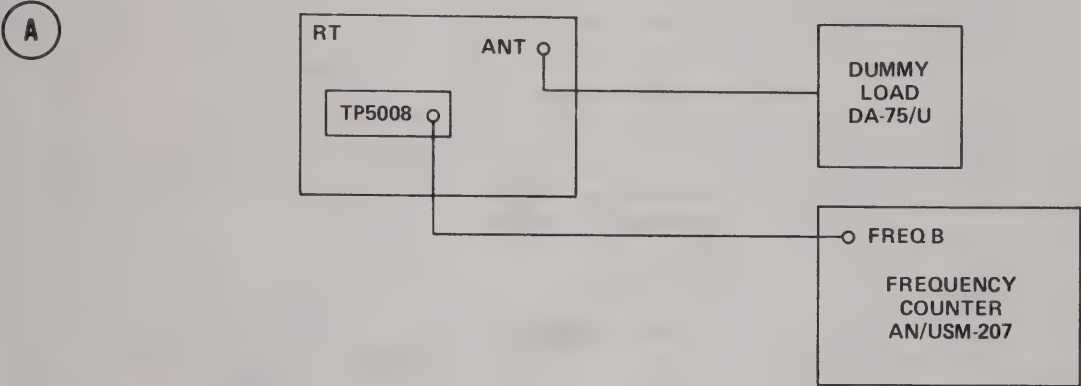 A
RT
ANT
TP5008
DUMMY
LOAD
DA-75/U
FREQ B
FREQUENCY
COUNTER
AN/USM-207